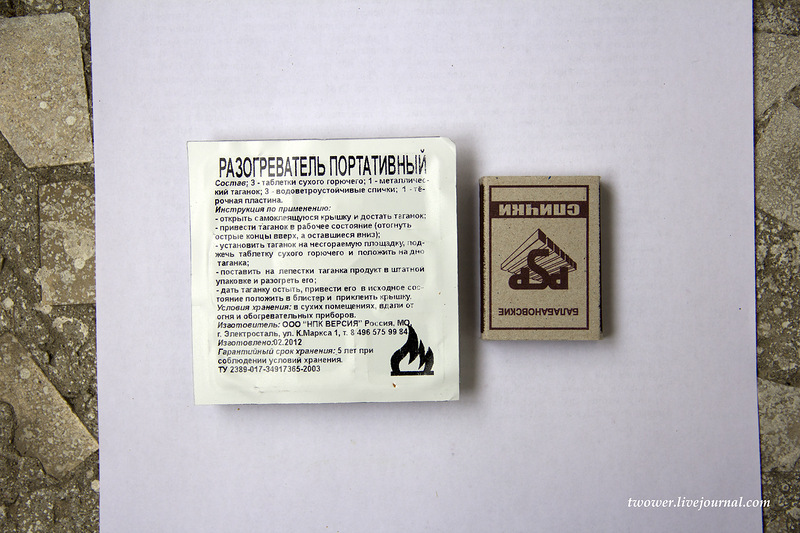 РАЗОГРЕВАТЕЛЬ ПОРТАТИВНЫЙ
Состав; 3 - таблетки сухого горючего; 1 - металличес-
кий таганок; 3 - водоветроустойчивые спички; 1 - тё-
рочная пластина.
Инструкция по применению:
- открыть самоклеящуюся крышку и достать таганок;
- привести таганок в рабочее состояние (отогнуть
острые концы вверх, а оставшиеся вниз);
- установить таганок на несгораемую площадку, под-
жечь таблетку сухого горючего и положить на дно
таганка;
- поставить на лепестки таганка продукт в штатной
упаковке и разогреть его;
- дать таганку остыть, привести его в исходное сос-
тояние положить в блистер и приклеить крышку.
Условия хранения: в сухих помещениях, вдали от
огня и обогревательных приборов.
Изготовитель: ООО "НПК ВЕРСИЯ" Россия, МО,
г. Электросталь, ул. К.Маркса 1, т. 8 496 575 99 84
Изготовлено:02.2012
Гарантийный срок хранения: 5 лет при
соблюдении условий хранения.
ТУ 2389-017-34917365-2003
СПИЧКИ
PSP
БАЛАБАНОВСКИЕ
twower.livejournal.com